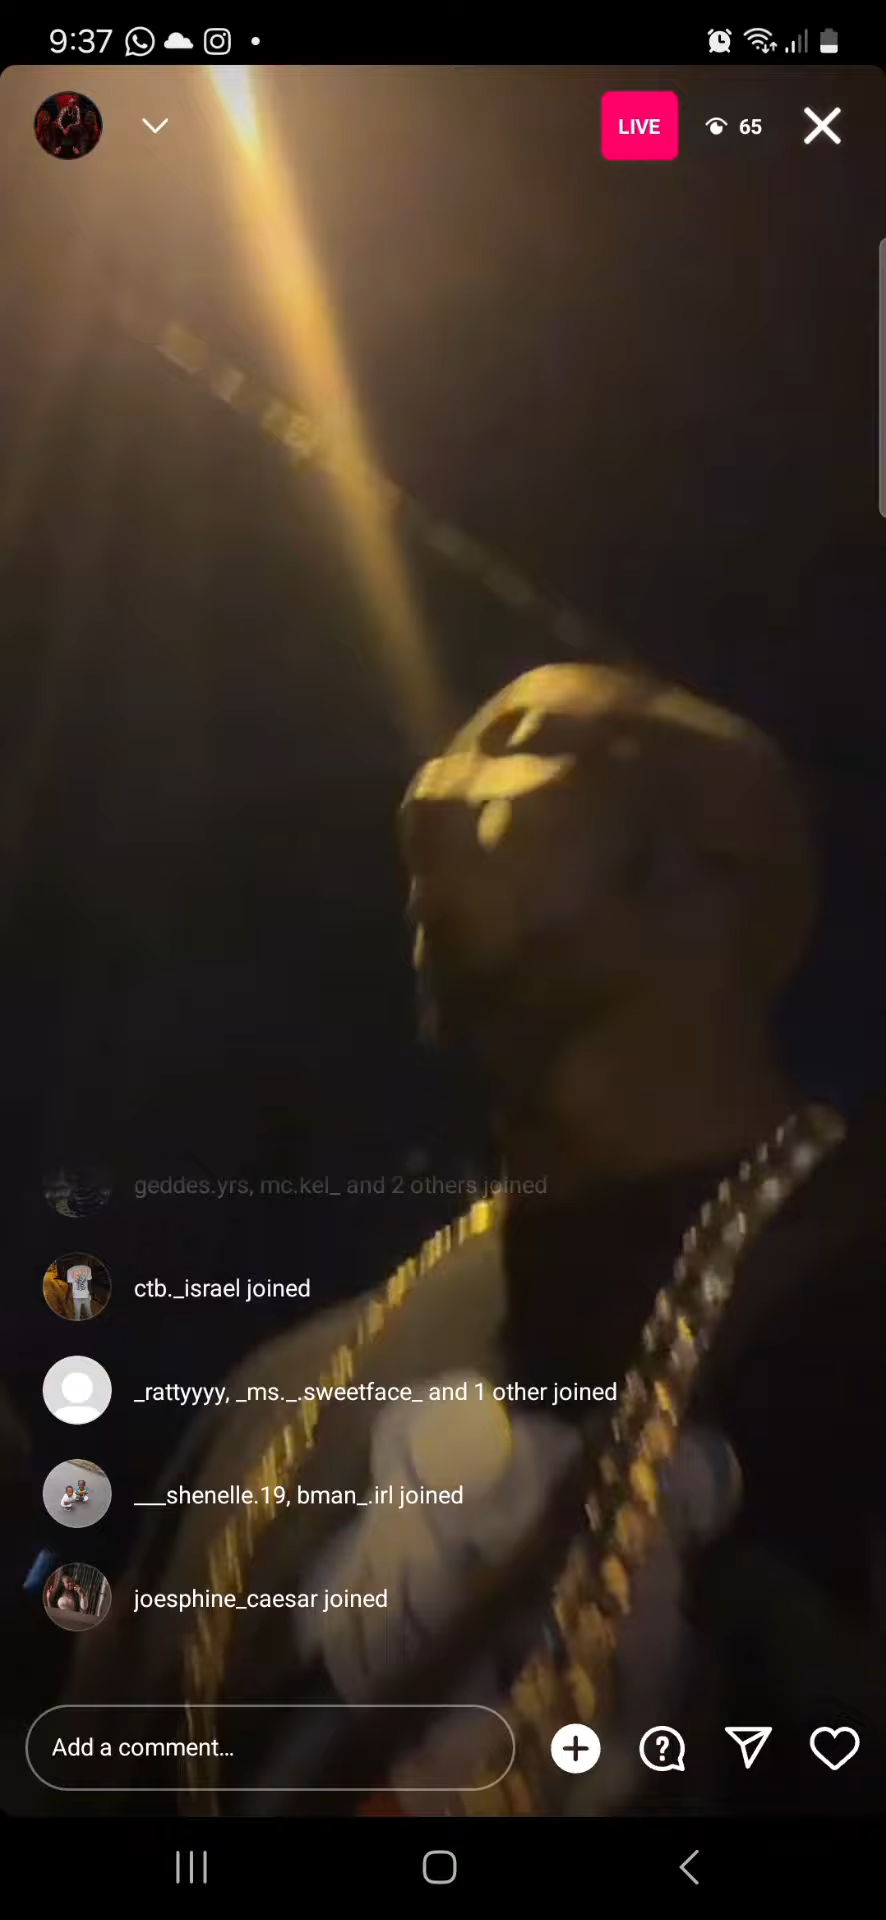 9:37
LIVE 65
geddes.yrs, mc.kel_ and 2 others joined
ctb._israel joined
_rattyyyy, _ms._.sweetface_ and 1 other joined
___shenelle.19, bman_.irl joined
joesphine_caesar joined
Add a comment...